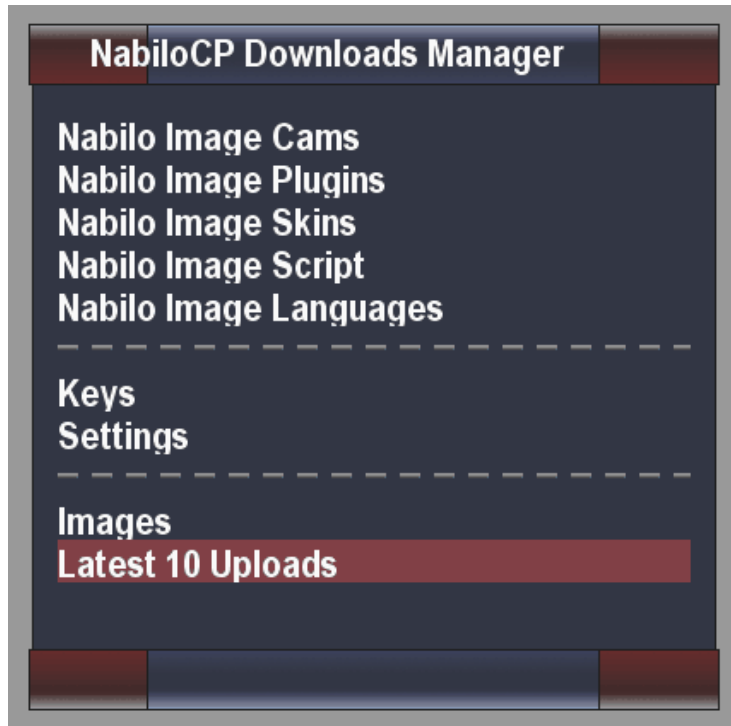 NabiloCP Downloads Manager
Nabilo Image Cams
Nabilo Image Plugins
Nabilo Image Skins
Nabilo Image Script
Nabilo Image Languages
Keys
Settings
Images
Latest 10 Uploads